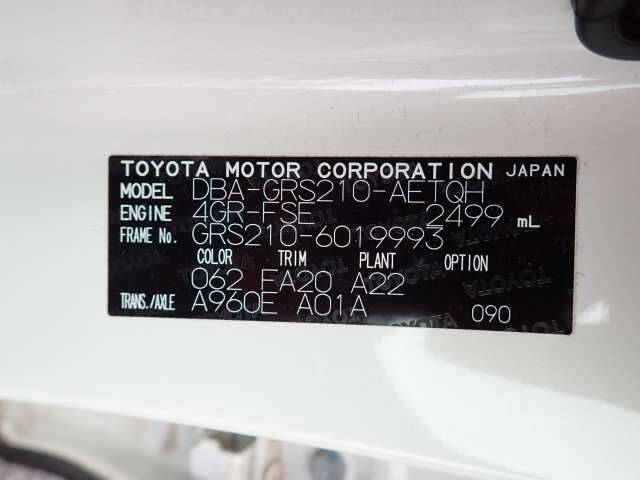 TOYOTA MOTOR CORPORATION JAPAN
MODEL DBA-GRS210-AETQH
ENGINE 4GR-FSE 2499 mL
FRAME No. GRS210-6019993
COLOR TRIM PLANT OPTION
062 FA20 A22
TRANS./AXLE A960E A01A 090